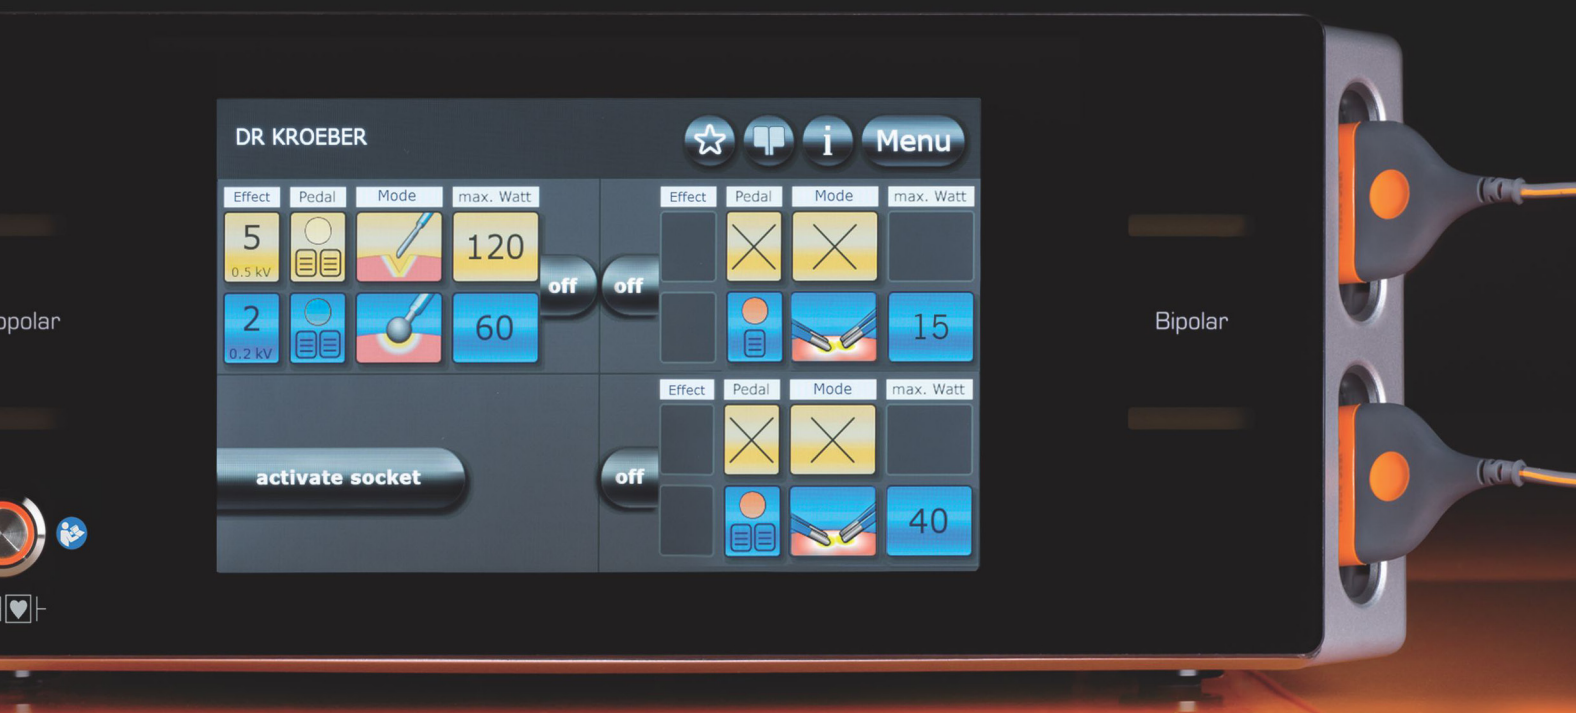 DR KROEBER
i
Menu
Effect Pedal Mode max. Watt
5
0.5 kV
120
off
2
0.2 kV
60
Effect Pedal Mode max. Watt
off
15
activate socket
Effect Pedal Mode max. Watt
off
40
opolar
Bipolar